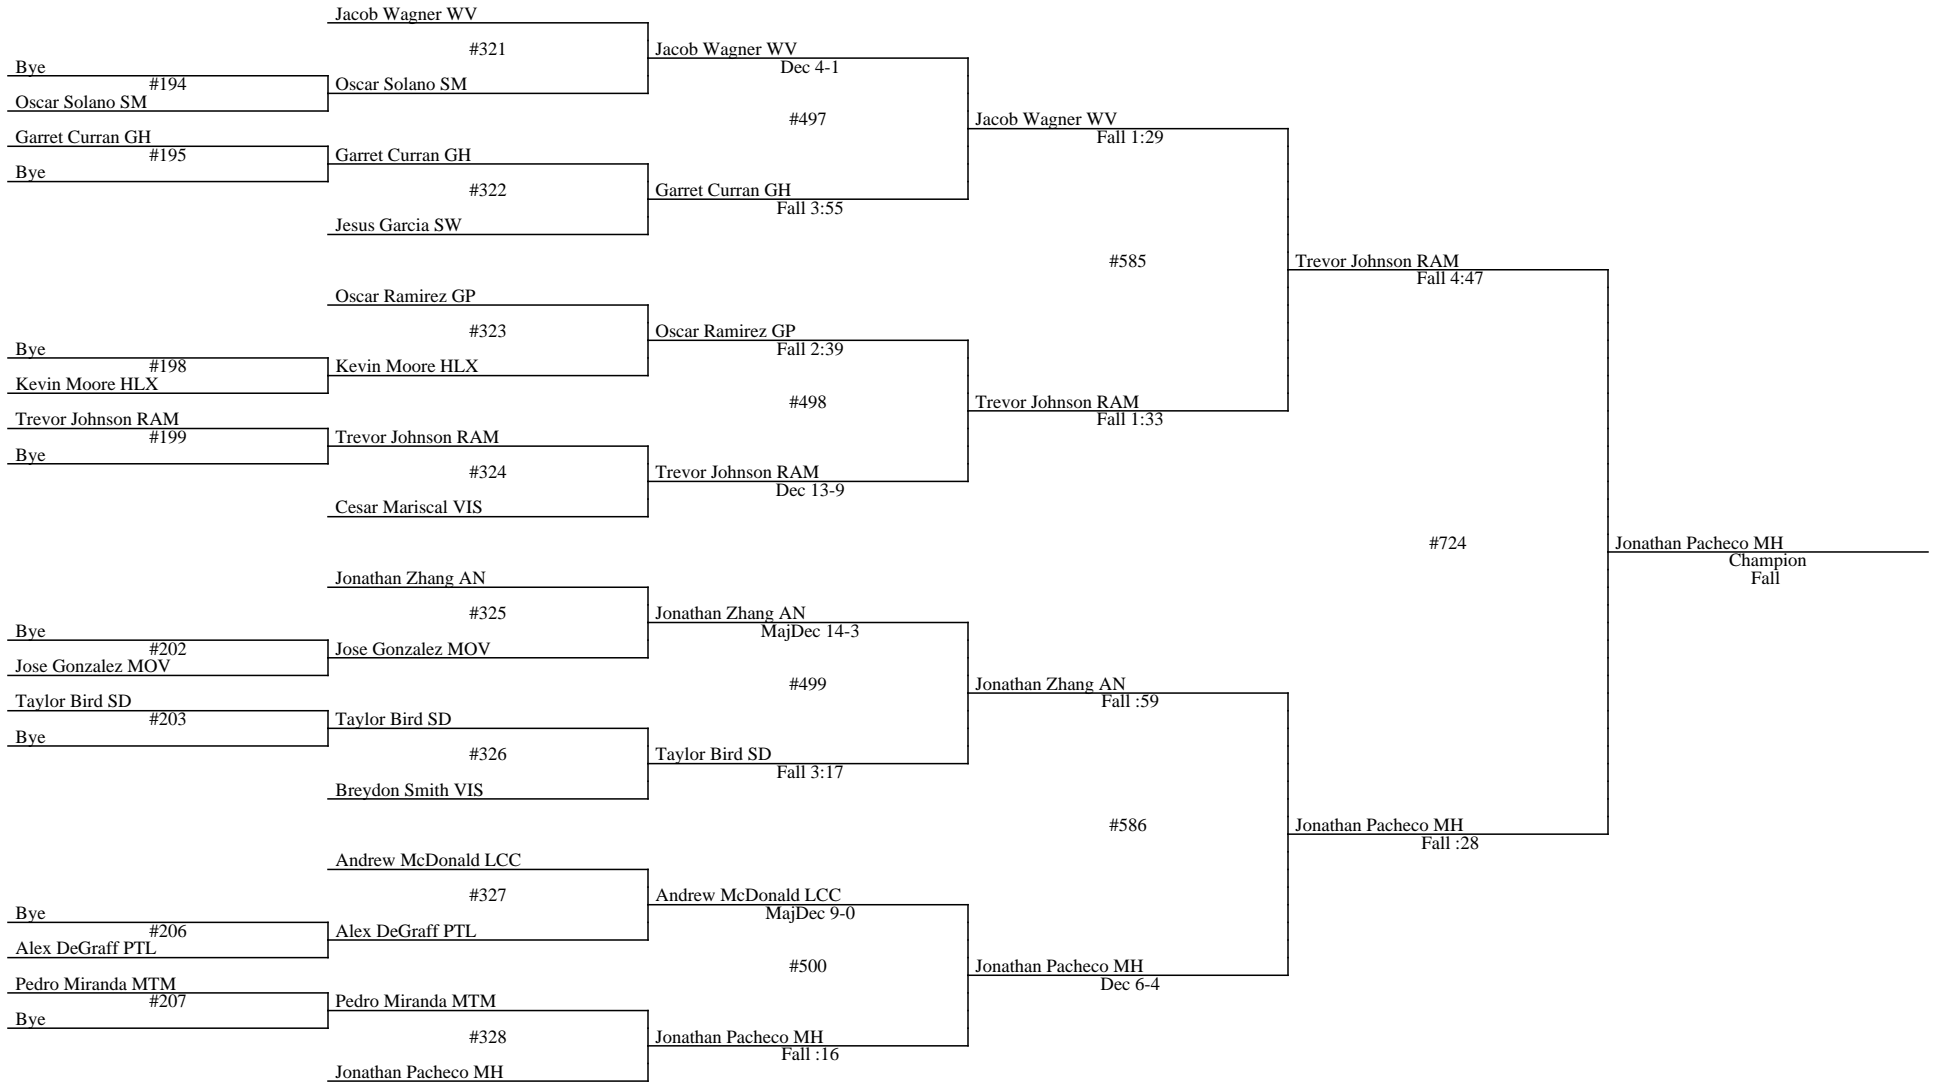 Jacob Wagner WV
#321
Jacob Wagner WV
Dec 4-1
Bye
#194
Oscar Solano SM
Oscar Solano SM
#497
Jacob Wagner WV
Fall 1:29
Garret Curran GH
#195
Garret Curran GH
Bye
#322
Garret Curran GH
Fall 3:55
Jesus Garcia SW
#585
Trevor Johnson RAM
Fall 4:47
Oscar Ramirez GP
#323
Oscar Ramirez GP
Fall 2:39
Bye
#198
Kevin Moore HLX
Kevin Moore HLX
#498
Trevor Johnson RAM
Fall 1:33
Trevor Johnson RAM
#199
Trevor Johnson RAM
Bye
#324
Trevor Johnson RAM
Dec 13-9
Cesar Mariscal VIS
#724
Jonathan Pacheco MH
Champion
Fall
Jonathan Zhang AN
#325
Jonathan Zhang AN
MajDec 14-3
Bye
#202
Jose Gonzalez MOV
Jose Gonzalez MOV
#499
Jonathan Zhang AN
Fall :59
Taylor Bird SD
#203
Taylor Bird SD
Bye
#326
Taylor Bird SD
Fall 3:17
Breydon Smith VIS
#586
Jonathan Pacheco MH
Fall :28
Andrew McDonald LCC
#327
Andrew McDonald LCC
MajDec 9-0
Bye
#206
Alex DeGraff PTL
Alex DeGraff PTL
#500
Jonathan Pacheco MH
Dec 6-4
Pedro Miranda MTM
#207
Pedro Miranda MTM
Bye
#328
Jonathan Pacheco MH
Fall :16
Jonathan Pacheco MH